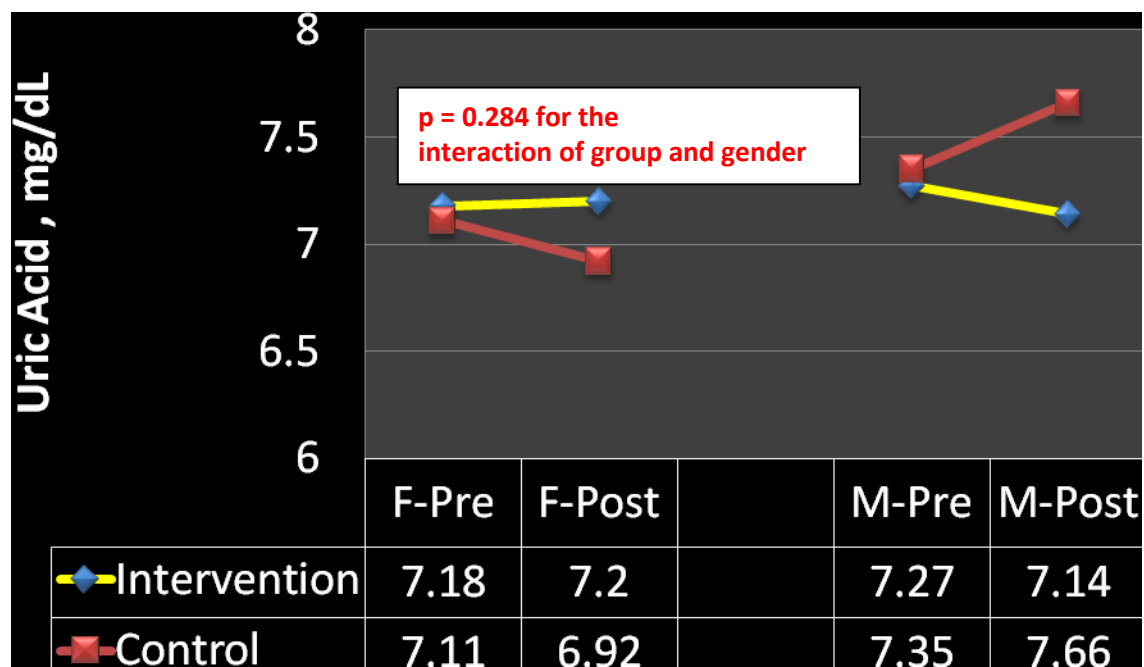 8
p = 0.284 for the
interaction of group and gender
7.5
7
6.5
6
Uric Acid , mg/dL
F-Pre F-Post M-Pre M-Post
Intervention 7.18 7.2 7.27 7.14
Control 7.11 6.92 7.35 7.66